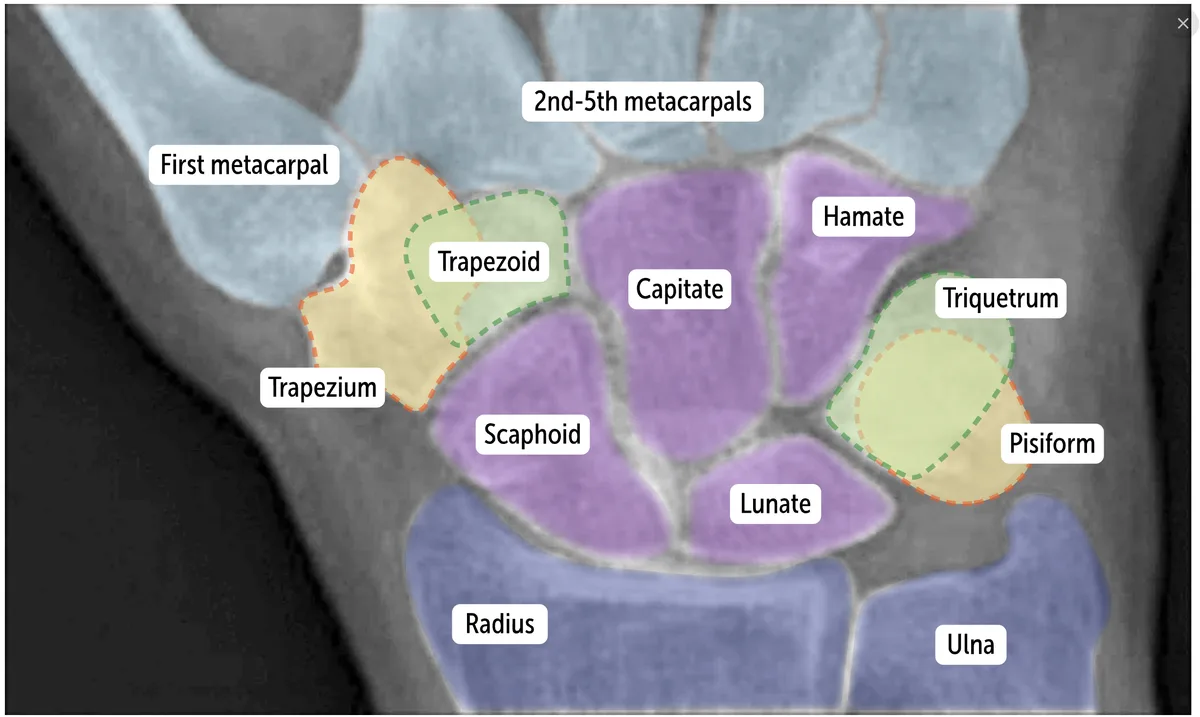 2nd-5th metacarpals
First metacarpal
Hamate
Trapezoid
Capitate
Triquetrum
Trapezium
Scaphoid
Pisiform
Lunate
Radius
Ulna